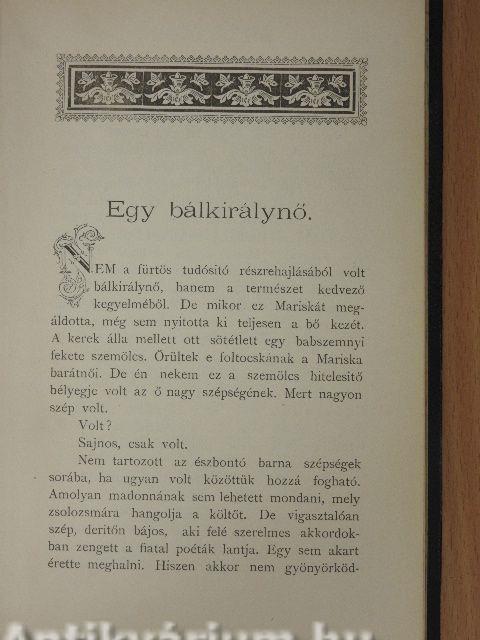 Egy bálkirálynő.
NEM a fürtös tudósitó részrehajlásából volt
bálkirálynő, hanem a természet kedvező
kegyelméből. De mikor ez Mariskát meg-
áldotta, még sem nyitotta ki teljesen a bő kezét.
A kerek álla mellett ott sötétlett egy babszemnyi
fekete szemölcs. Örültek e foltocskának a Mariska
barátnői. De én nekem ez a szemölcs hitelesitő
bélyegje volt az ő nagy szépségének. Mert nagyon
szép volt.
Volt?
Sajnos, csak volt.
Nem tartozott az észbontó barna szépségek
sorába, ha ugyan volt közöttük hozzá fogható.
Amolyan madonnának sem lehetett mondani, mely
zsolozsmára hangolja a költőt. De vigasztalóan
szép, deritőn bájos, aki felé szerelmes akkordok-
ban zengett a fiatal poéták lantja. Egy sem akart
érette meghalni. Hiszen akkor nem gyönyörköd-
Antikvárium.hu